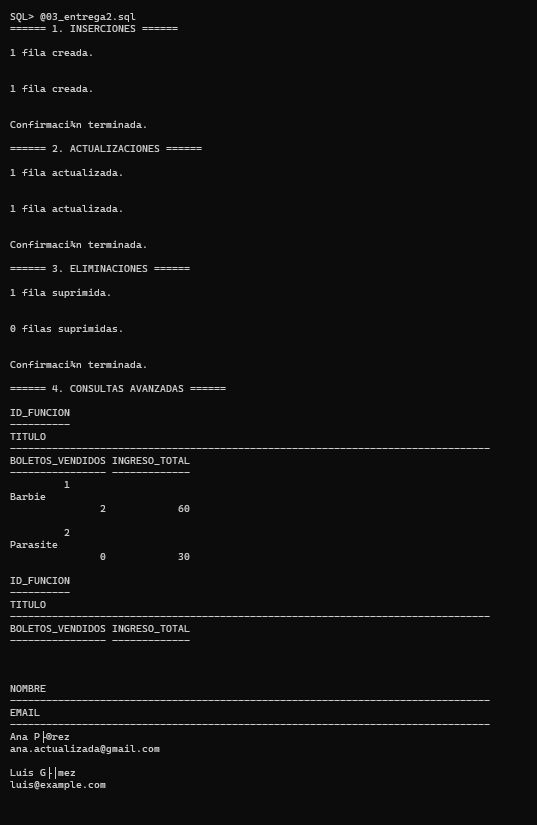 SQL> @03_entrega2.sql
====== 1. INSERCIONES ======
1 fila creada.
1 fila creada.
Confirmaci¾n terminada.
====== 2. ACTUALIZACIONES ======
1 fila actualizada.
1 fila actualizada.
Confirmaci¾n terminada.
====== 3. ELIMINACIONES ======
1 fila suprimida.
0 filas suprimidas.
Confirmaci¾n terminada.
====== 4. CONSULTAS AVANZADAS ======
ID_FUNCION
----------
TITULO
--------------------------------------------------------------------------------
BOLETOS_VENDIDOS INGRESO_TOTAL
---------------- -------------
         1
Barbie
               2            60
         2
Parasite
               0            30
ID_FUNCION
----------
TITULO
--------------------------------------------------------------------------------
BOLETOS_VENDIDOS INGRESO_TOTAL
---------------- -------------
NOMBRE
--------------------------------------------------------------------------------
EMAIL
--------------------------------------------------------------------------------
Ana P├®rez
ana.actualizada@gmail.com
Luis G├│mez
luis@example.com